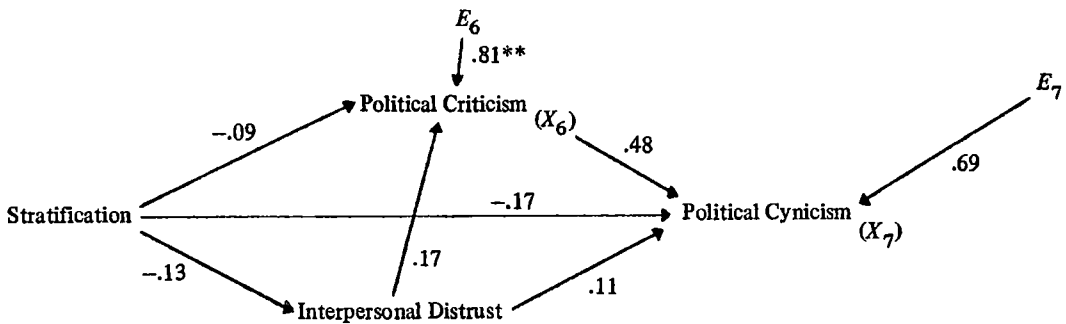 E6
.81**
Political Criticism (X6)
E7
−.09
.48
.69
Stratification
−.17
Political Cynicism (X7)
−.13
.17
.11
Interpersonal Distrust